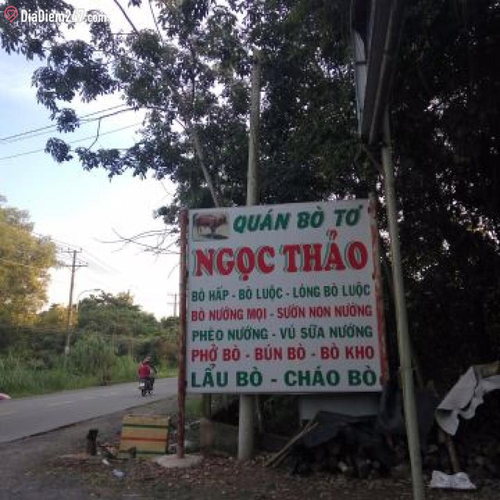 DiaDiem247.com
QUÁN BÒ TƠ
NGỌC THẢO
BÒ HẤP - BÒ LUỘC - LÒNG BÒ LUỘC
BÒ NƯỚNG MỌI - SƯỜN NON NƯỚNG
PHÈO NƯỚNG - VÚ SỮA NƯỚNG
PHỞ BÒ - BÚN BÒ - BÒ KHO
LẨU BÒ - CHÁO BÒ